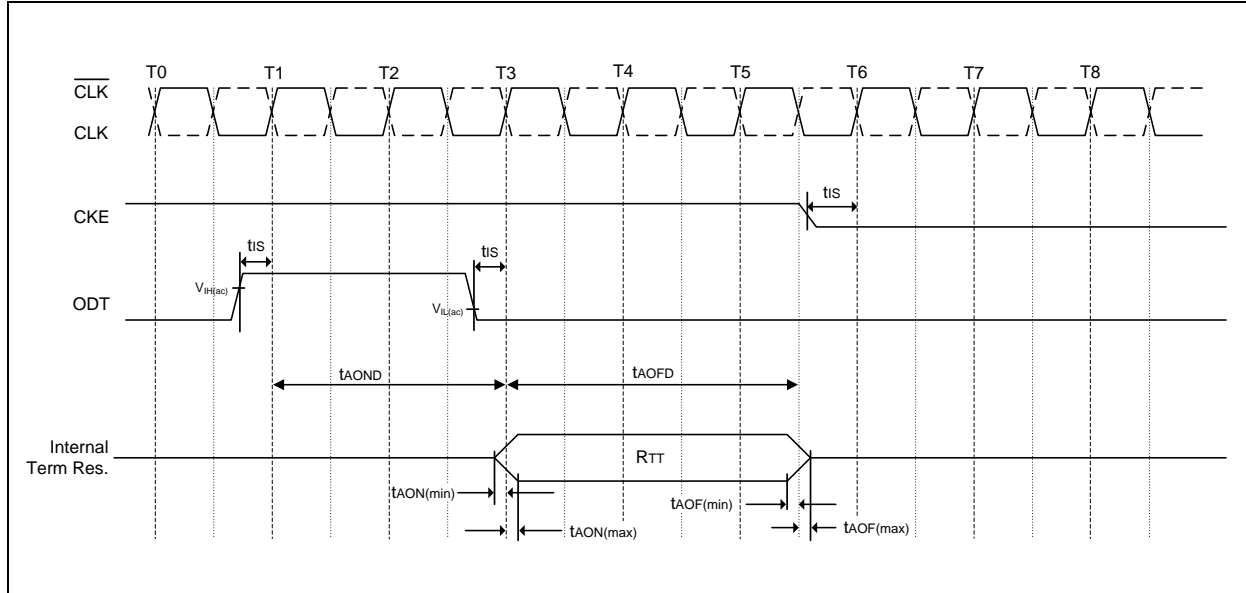 T0 T1 T2 T3 T4 T5 T6 T7 T8
CLK
CLK
CKE
tIS
tIS
tIS
VIH(ac)
VIL(ac)
ODT
tAOND
tAOFD
Internal
Term Res.
RTT
tAON(min)
tAOF(min)
tAON(max)
tAOF(max)